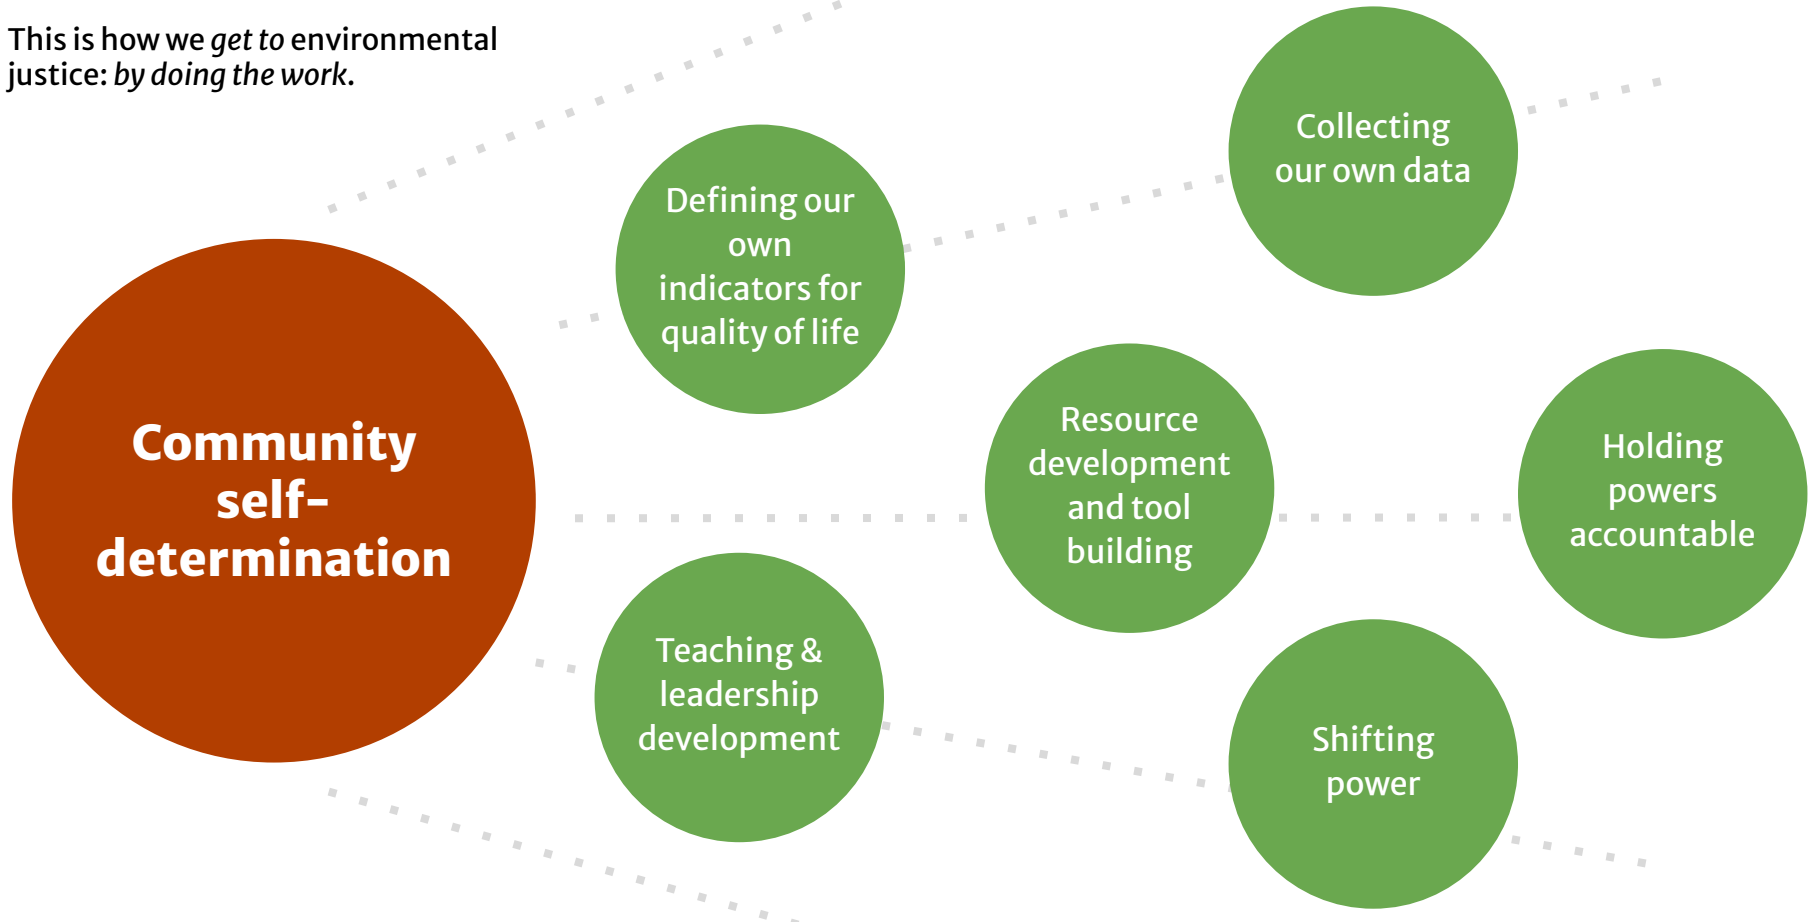 This is how we get to environmental
justice: by doing the work.
Community
self-
determination
Defining our
own
indicators for
quality of life
Collecting
our own data
Resource
development
and tool
building
Holding
powers
accountable
Teaching &
leadership
development
Shifting
power